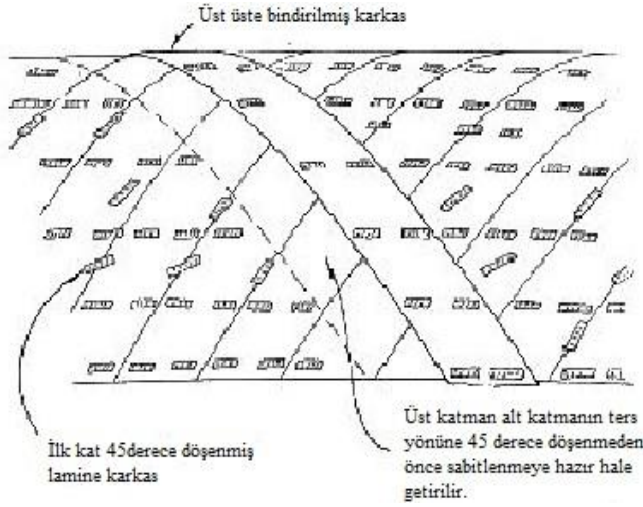 Üst üste bindirilmiş karkas
İlk kat 45derece döşenmiş
lamine karkas
Üst katman alt katmanın ters
yönüne 45 derece döşenmeden
önce sabitlenmeye hazır hale
getirilir.